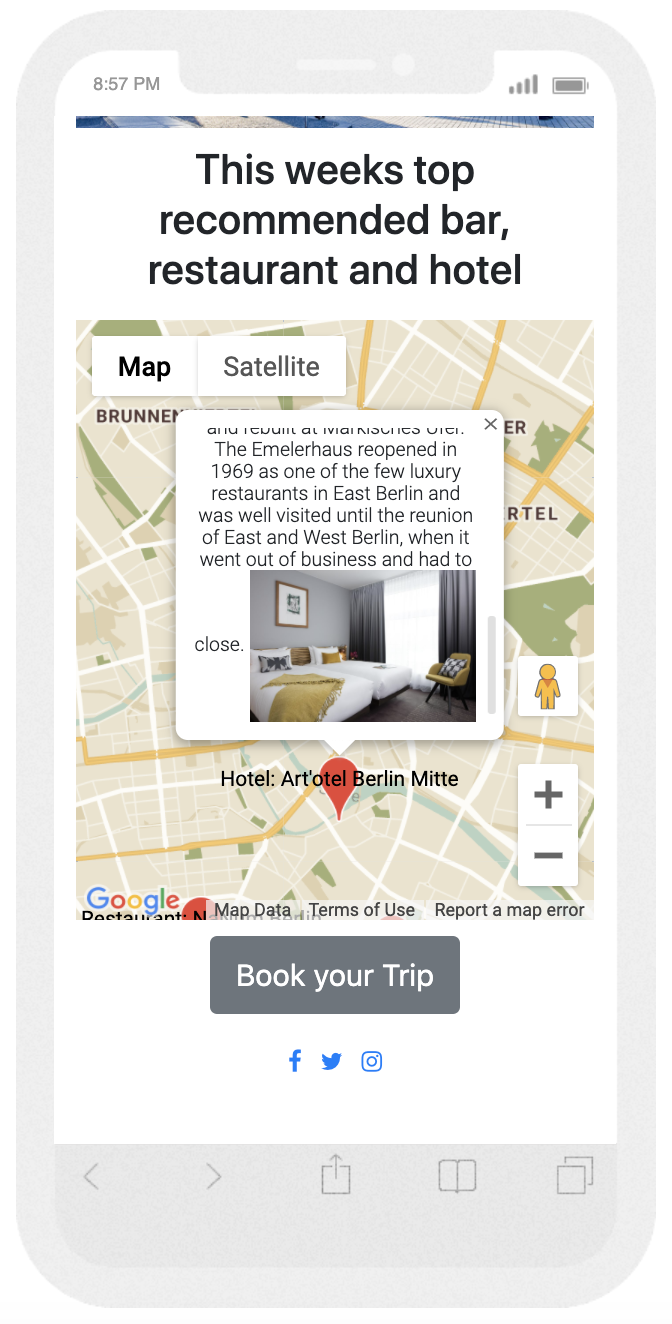 8:57 PM
This weeks top
recommended bar,
restaurant and hotel
Map Satellite
BRUNNEN
ER
RTEL
and rebuilt at Märkisches Ufer.
The Emelerhaus reopened in
1969 as one of the few luxury
restaurants in East Berlin and
was well visited until the reunion
of East and West Berlin, when it
went out of business and had to
close.
Hotel: Art'otel Berlin Mitte
Google
Restaurant:
Map Data Terms of Use Report a map error
Book your Trip